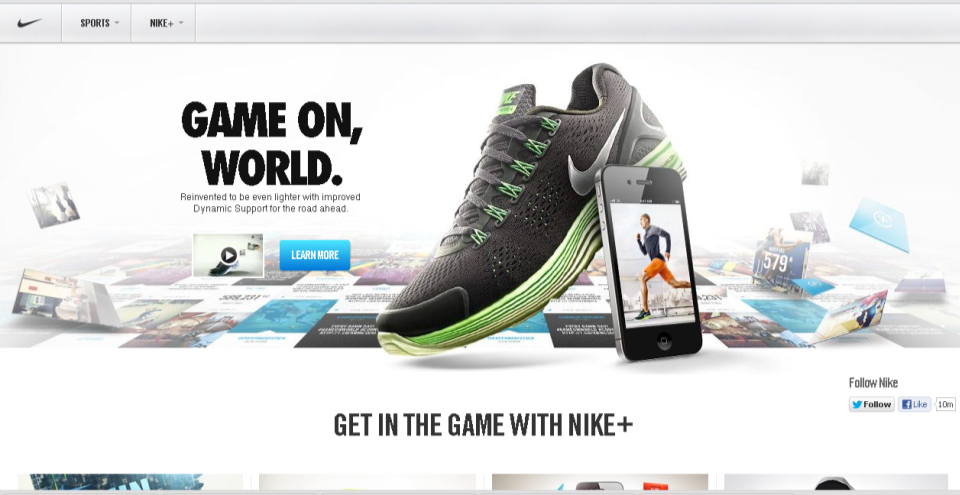 SPORTS
NIKE+
GAME ON,
WORLD.
Reinvented to be even lighter with improved
Dynamic Support for the road ahead.
LEARN MORE
579
Follow Nike
Follow
Like
10m
GET IN THE GAME WITH NIKE+